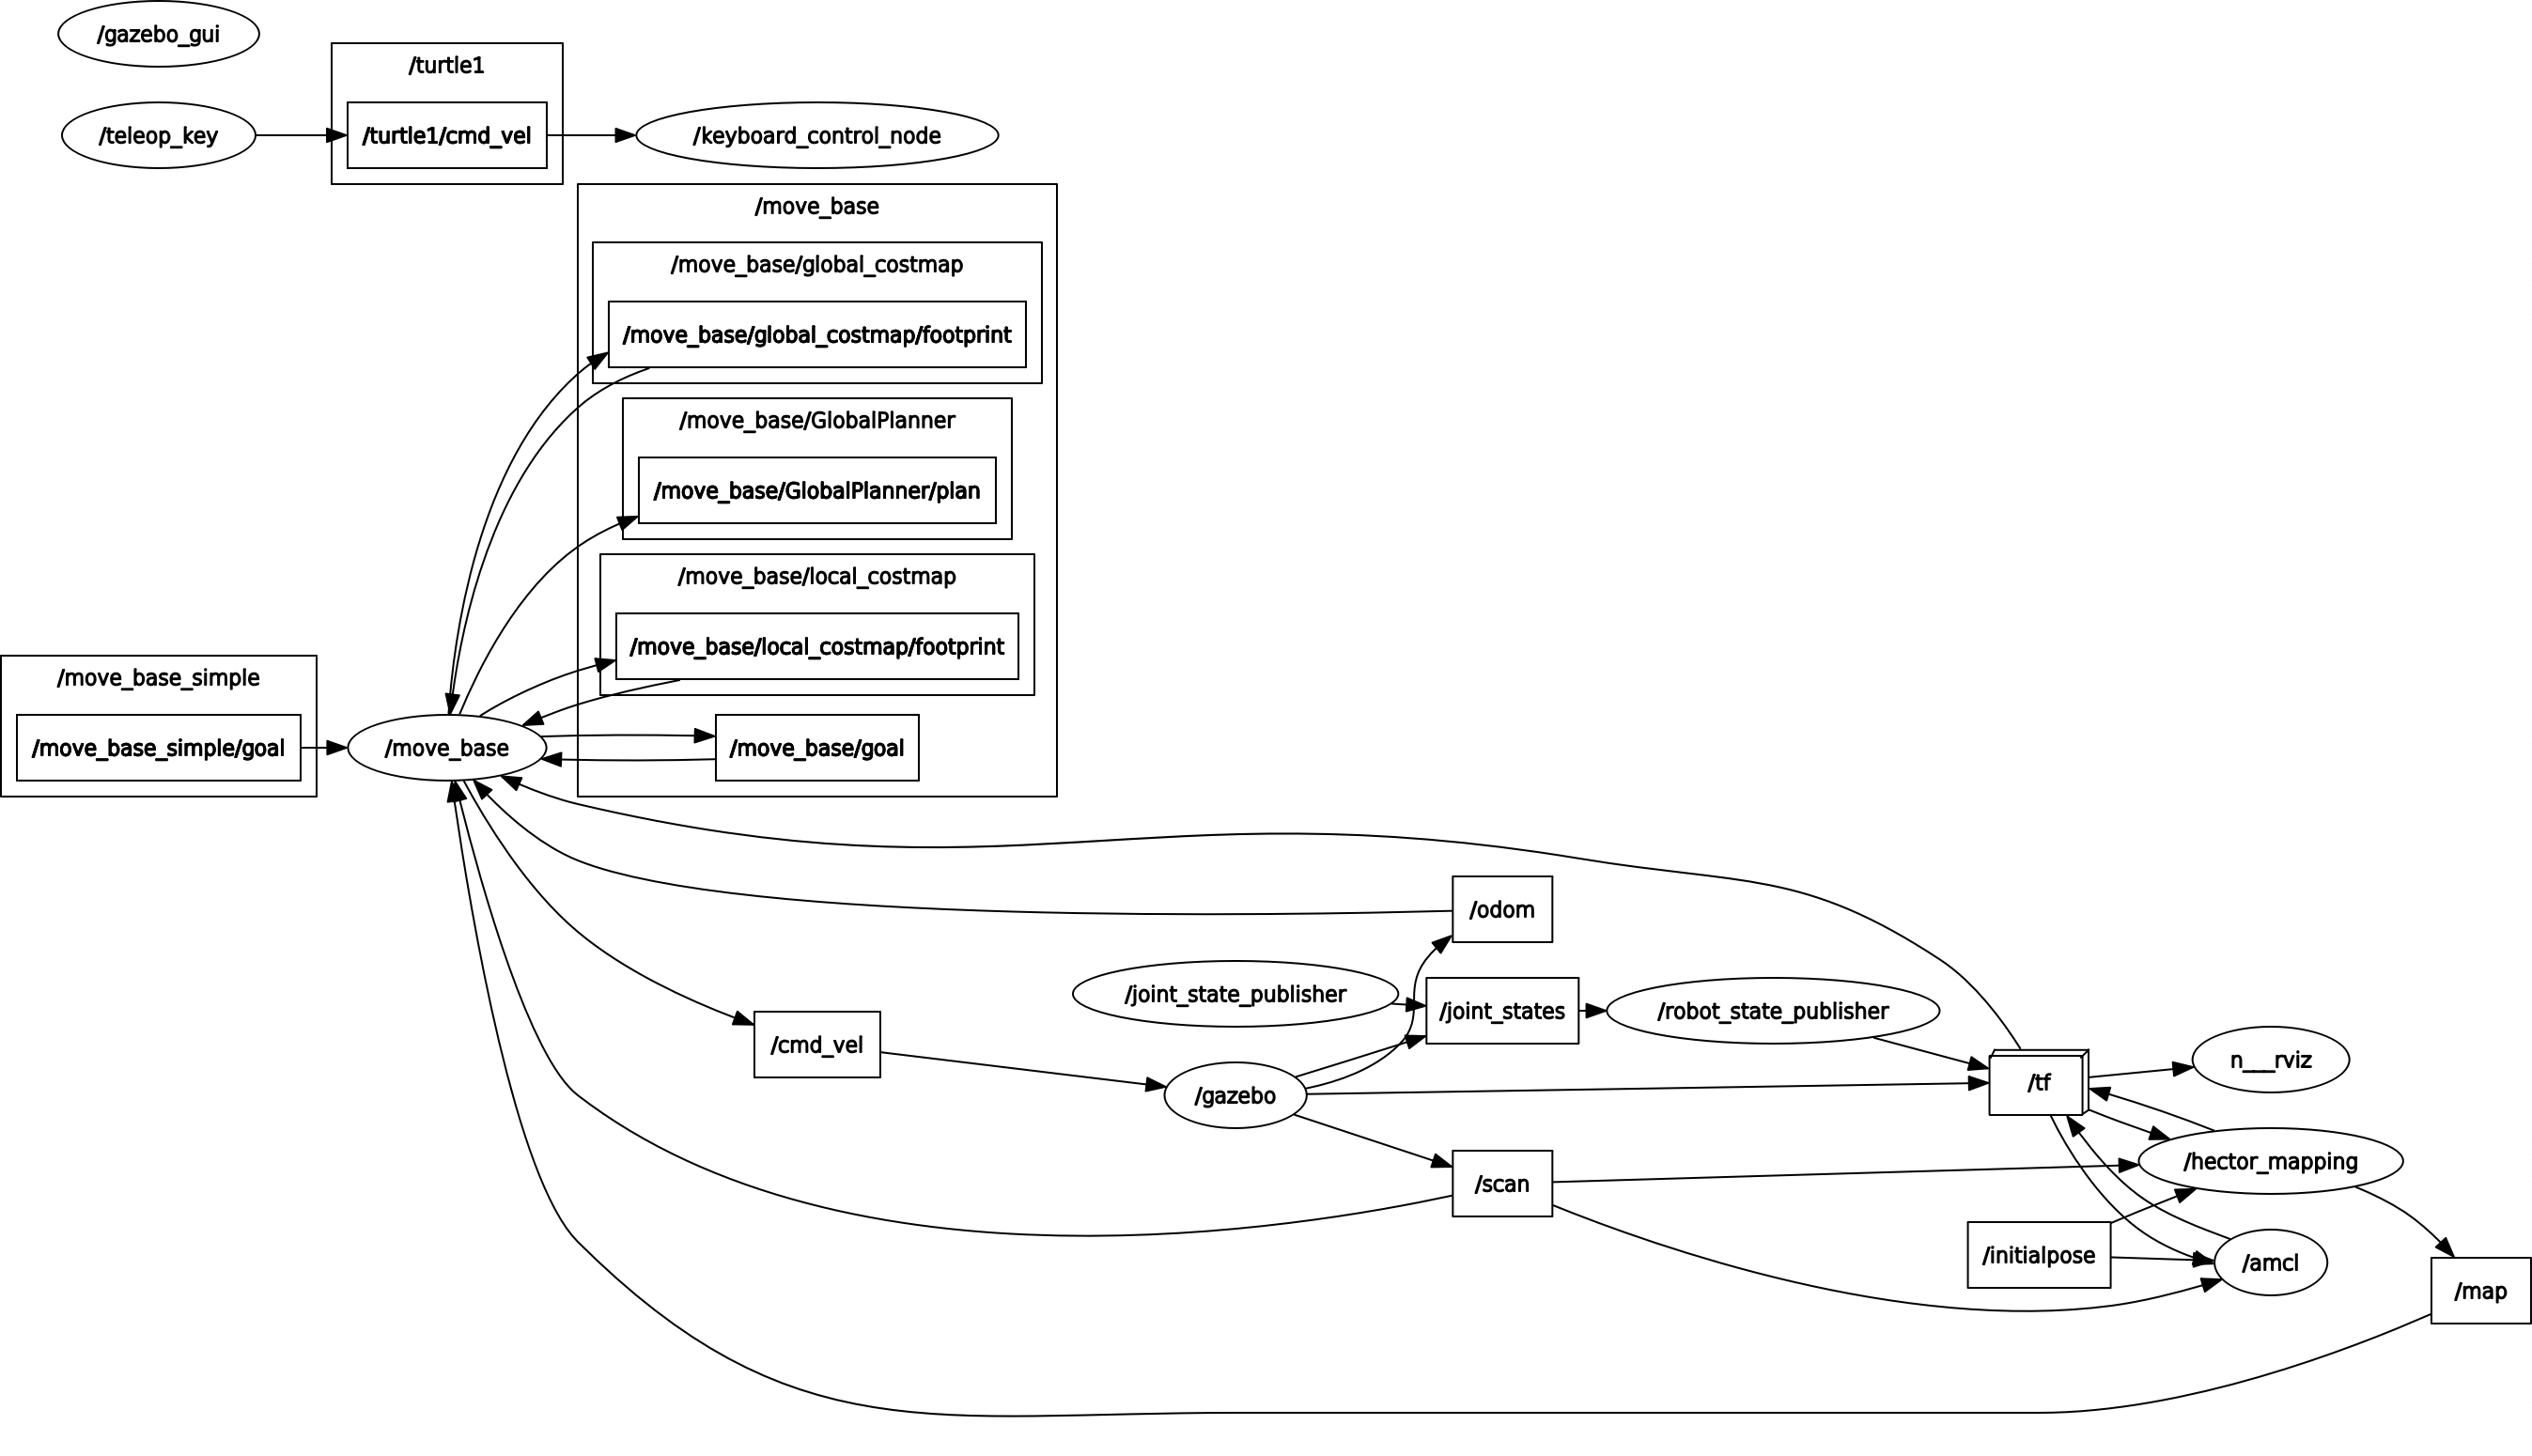 /gazebo_gui
/turtle1
/teleop_key
/turtle1/cmd_vel
/keyboard_control_node
/move_base
/move_base/global_costmap
/move_base/global_costmap/footprint
/move_base/GlobalPlanner
/move_base/GlobalPlanner/plan
/move_base/local_costmap
/move_base/local_costmap/footprint
/move_base_simple
/move_base_simple/goal
/move_base
/move_base/goal
/odom
/joint_state_publisher
/joint_states
/robot_state_publisher
/cmd_vel
/gazebo
/tf
n___rviz
/hector_mapping
/scan
/initialpose
/amcl
/map